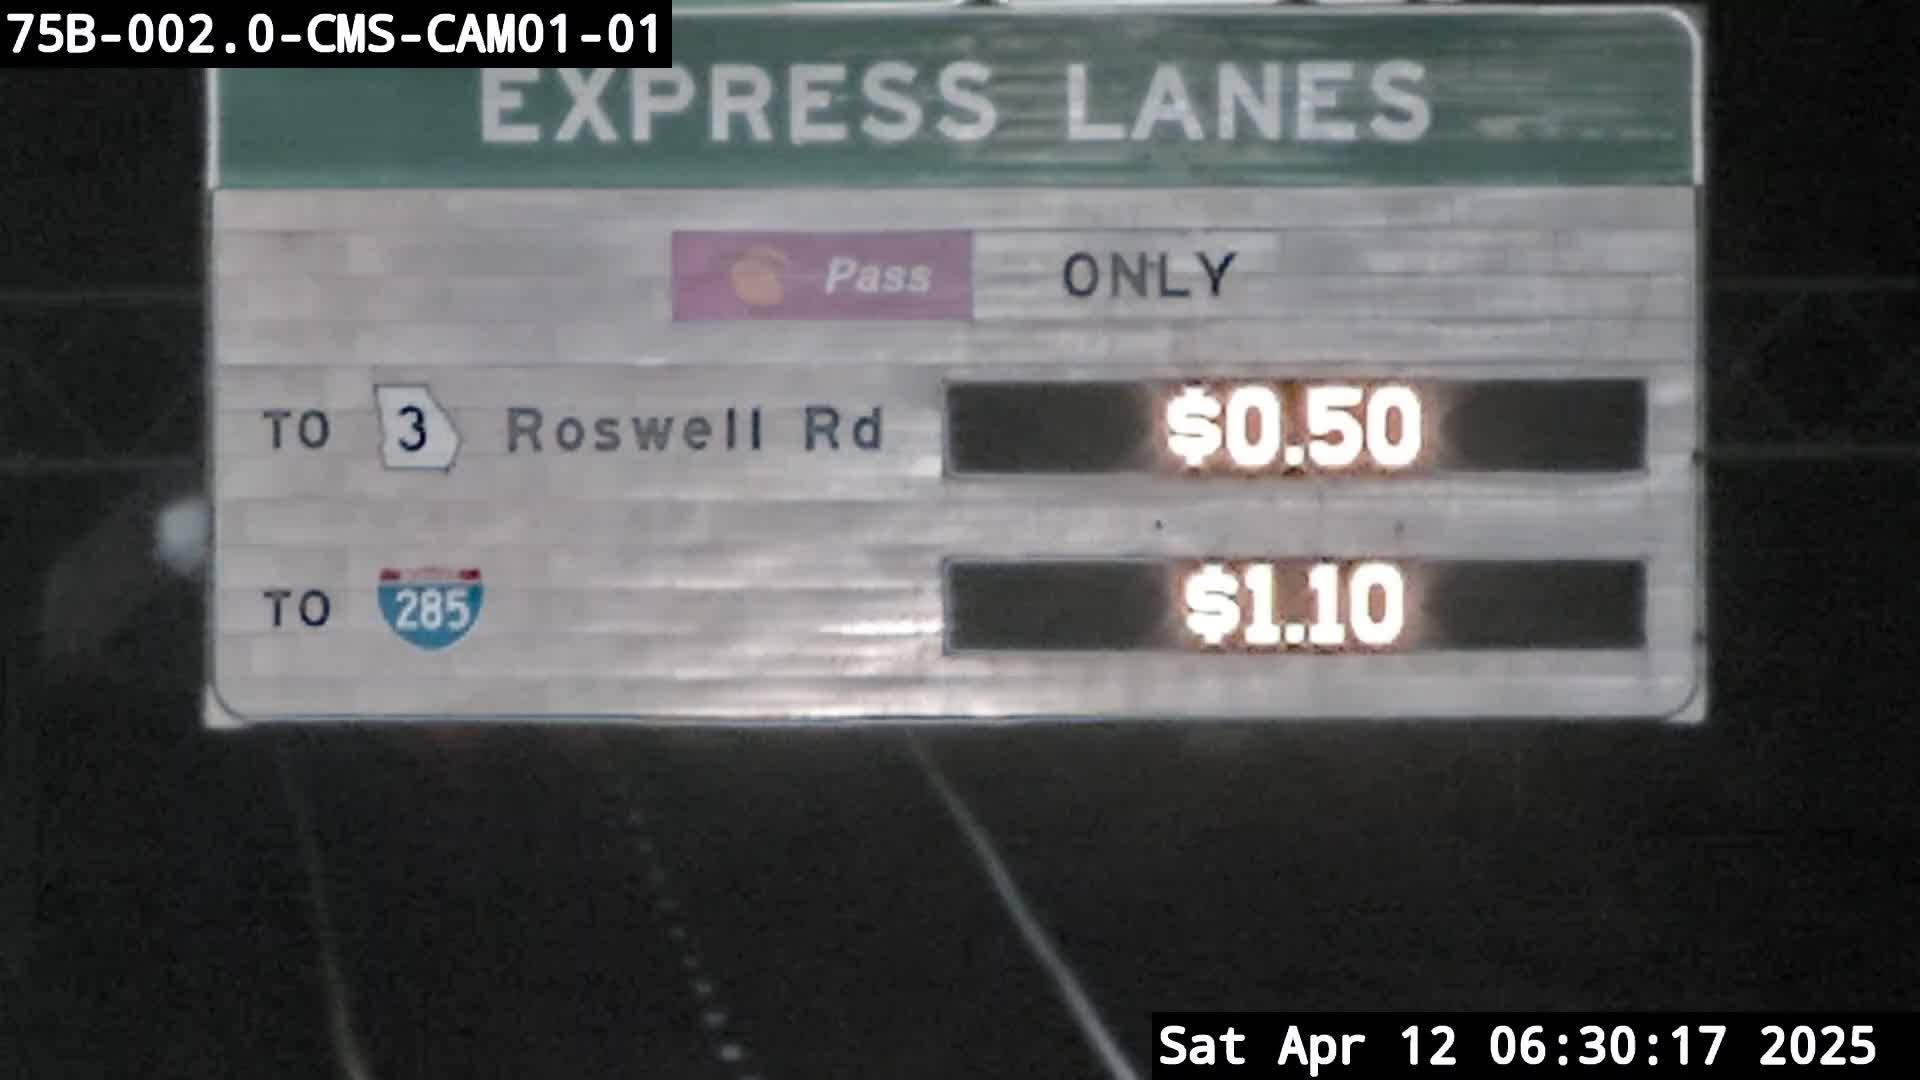 75B-002.0-CMS-CAM01-01
EXPRESS LANES
Pass ONLY
TO 3 Roswell Rd $0.50
TO 285 $1.10
Sat Apr 12 06:30:17 2025